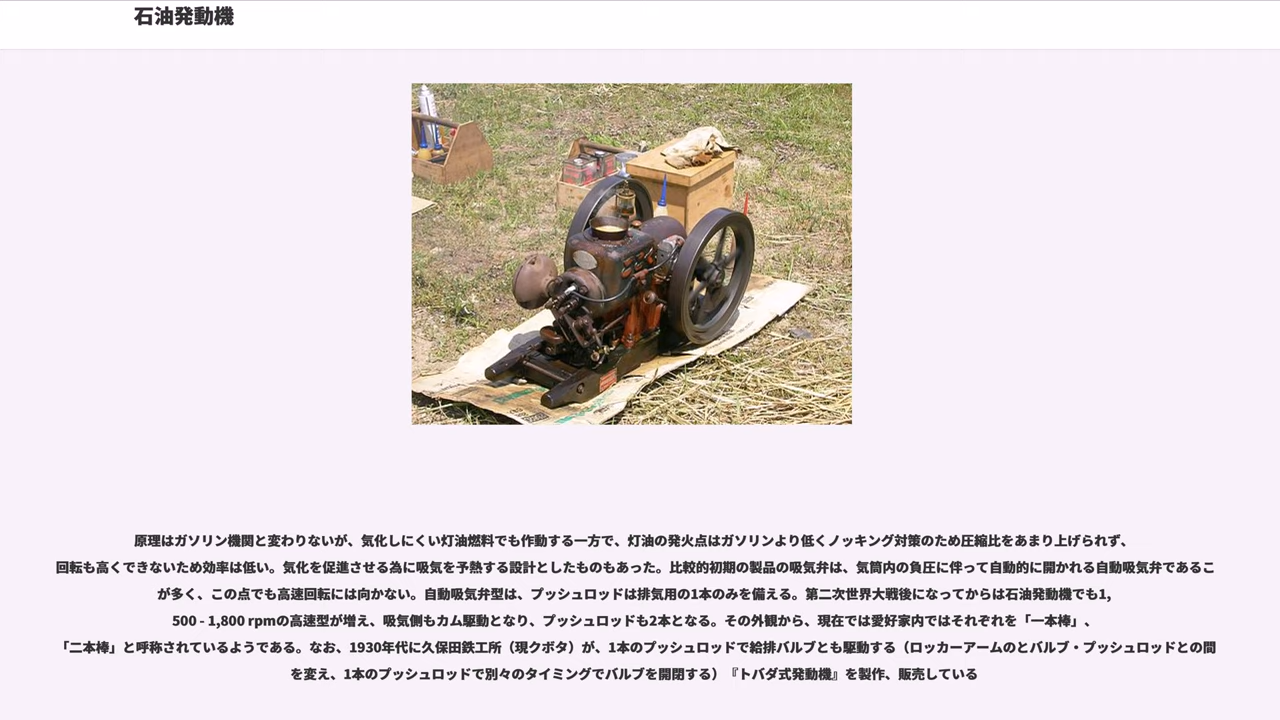 石油発動機
原理はガソリン機関と変わりないが、気化しにくい灯油燃料でも作動する一方で、灯油の発火点はガソリンより低くノッキング対策のため圧縮比をあまり上げられず、
回転も高くできないため効率は低い。気化を促進させる為に吸気を予熱する設計としたものもあった。比較的初期の製品の吸気弁は、気筒内の負圧に伴って自動的に開かれる自動吸気弁であるこ
が多く、この点でも高速回転には向かない。自動吸気弁型は、プッシュロッドは排気用の1本のみを備える。第二次世界大戦後になってからは石油発動機でも1,
500 - 1,800 rpmの高速型が増え、吸気側もカム駆動となり、プッシュロッドも2本となる。その外観から、現在では愛好家内ではそれぞれを「一本棒」、
「二本棒」と呼称されているようである。なお、1930年代に久保田鉄工所（現クボタ）が、1本のプッシュロッドで給排バルブとも駆動する（ロッカーアームのとバルブ・プッシュロッドとの間
を変え、1本のプッシュロッドで別々のタイミングでバルブを開閉する）『トバダ式発動機』を製作、販売している